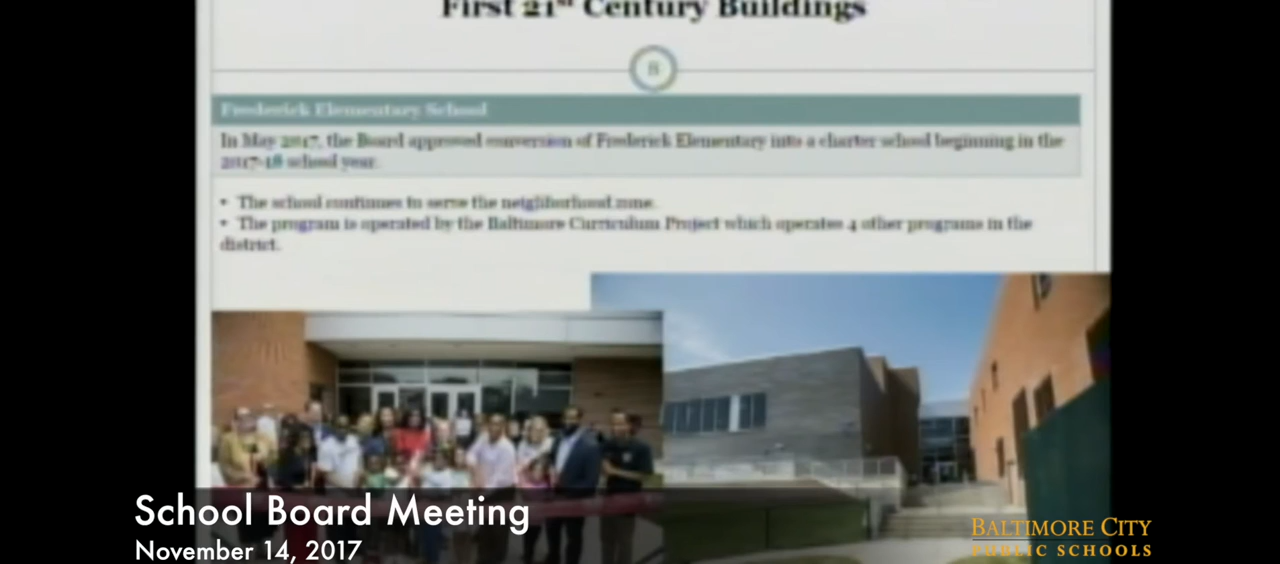 First 21st Century Buildings
8
Frederick Elementary School
In May 2017, the Board approved conversion of Frederick Elementary into a charter school beginning in the
2017-18 school year.
• The school continues to serve the neighborhood zone.
• The program is operated by the Baltimore Curriculum Project which operates 4 other programs in the
district.
School Board Meeting
November 14, 2017
BALTIMORE CITY
PUBLIC SCHOOLS